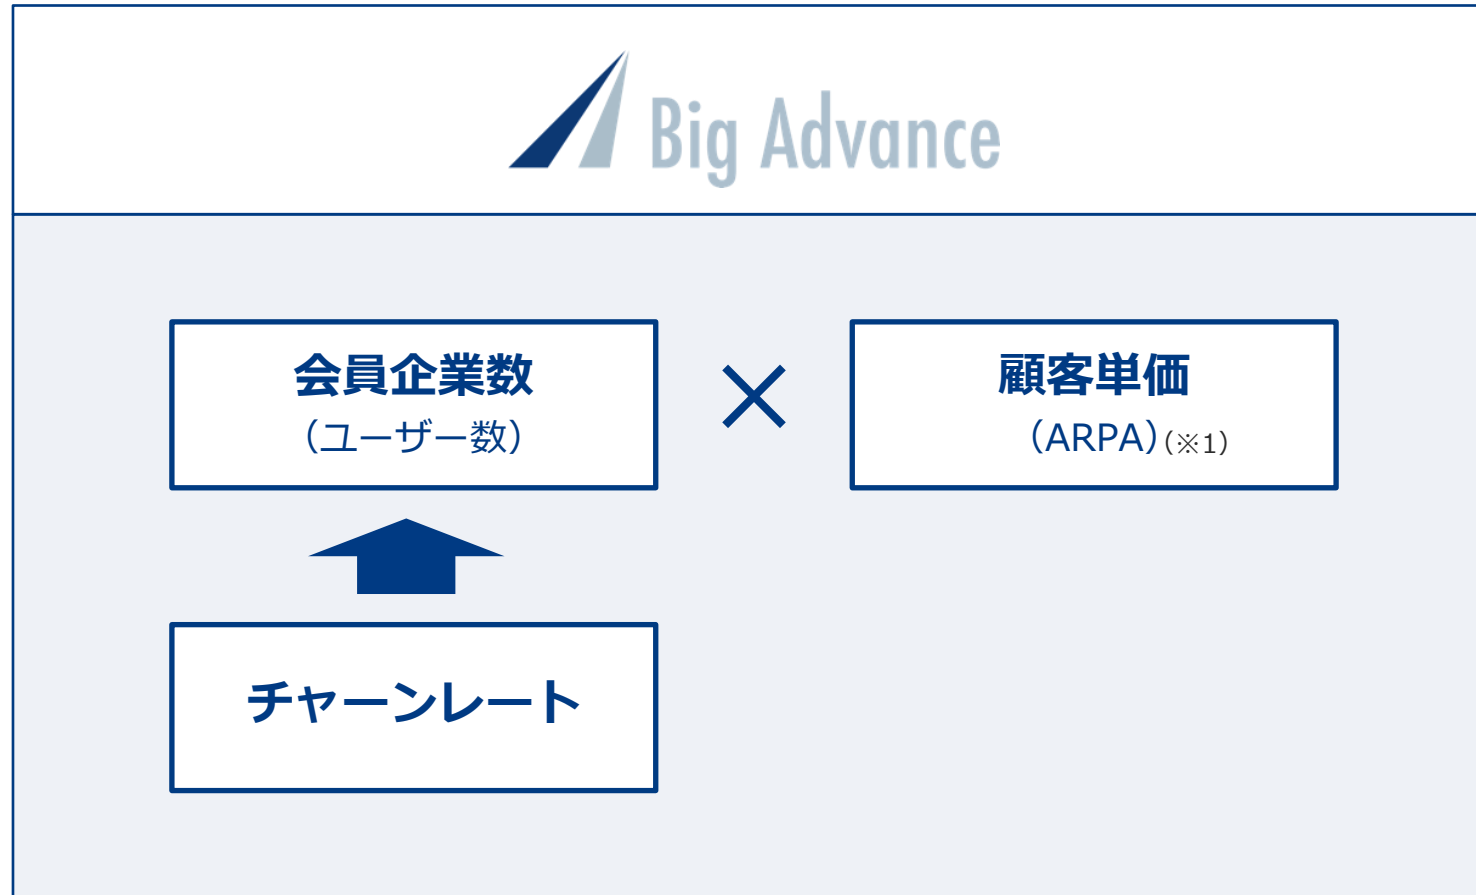 Big Advance
会員企業数
(ユーザー数)
×
顧客単価
(ARPA)(※1)
チャーンレート